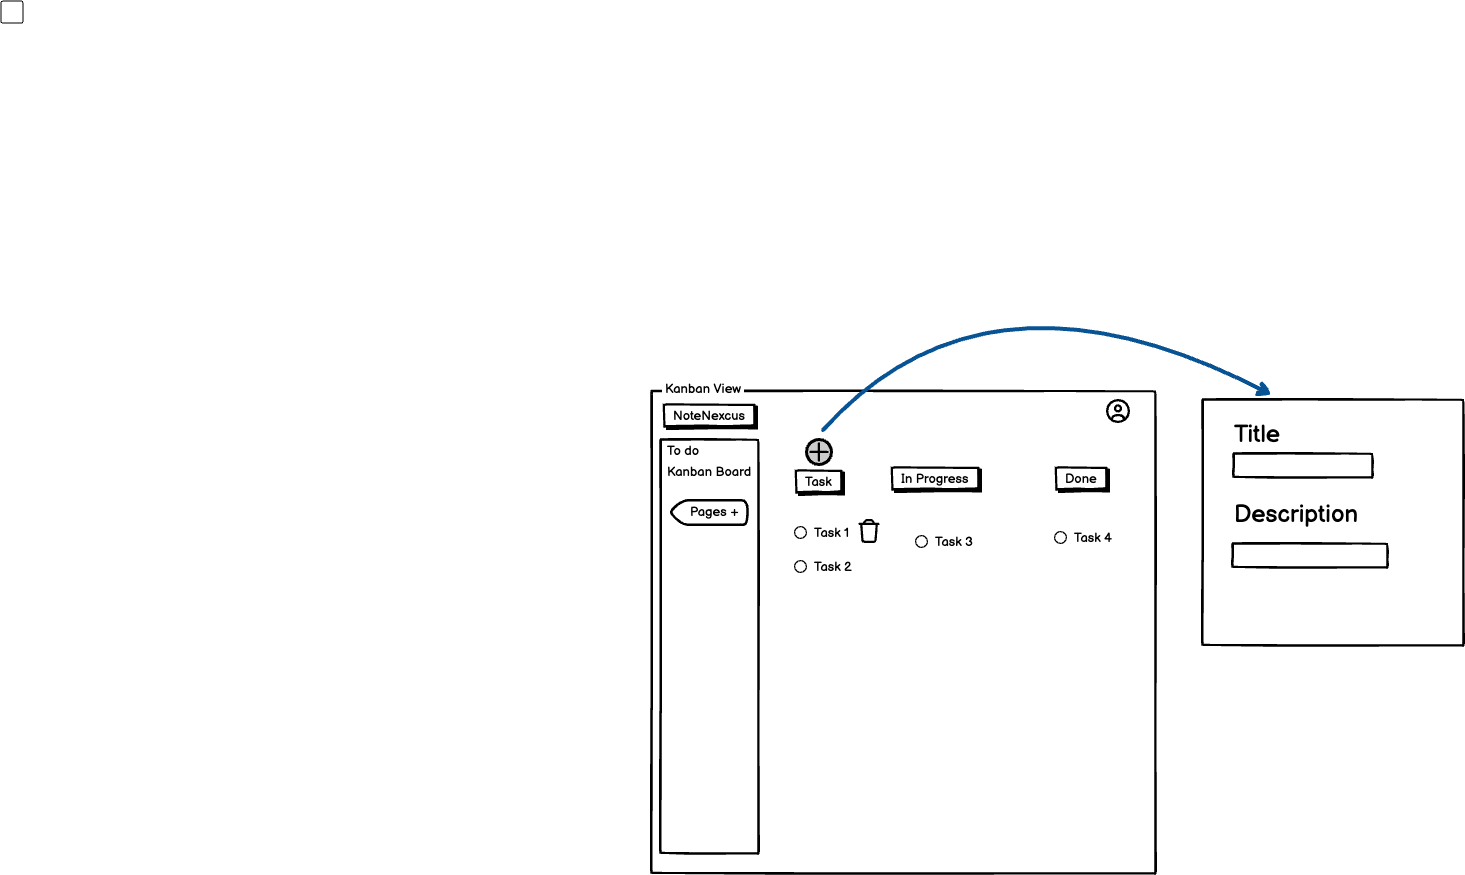 Kanban View
NoteNexcus
To do
Kanban Board
Pages +
Task
In Progress
Done
Task 1
Task 2
Task 3
Task 4
Title
Description